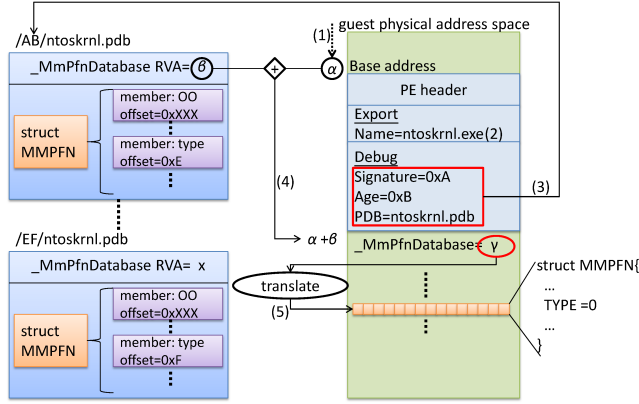 guest physical address space
(1)
/AB/ntoskrnl.pdb
_MmPfnDatabase RVA= β
+
α
Base address
PE header
member: OO
offset=0xXXX
struct
MMPFN
member: type
offset=0xE
Export
Name=ntoskrnl.exe(2)
Debug
Signature=0xA
Age=0xB
PDB=ntoskrnl.pdb
(3)
(4)
α +β
/EF/ntoskrnl.pdb
_MmPfnDatabase= γ
_MmPfnDatabase RVA= x
translate
(5)
member: OO
offset=0xXXX
struct
MMPFN
member: type
offset=0xF
struct MMPFN{
...
TYPE =0
...
}